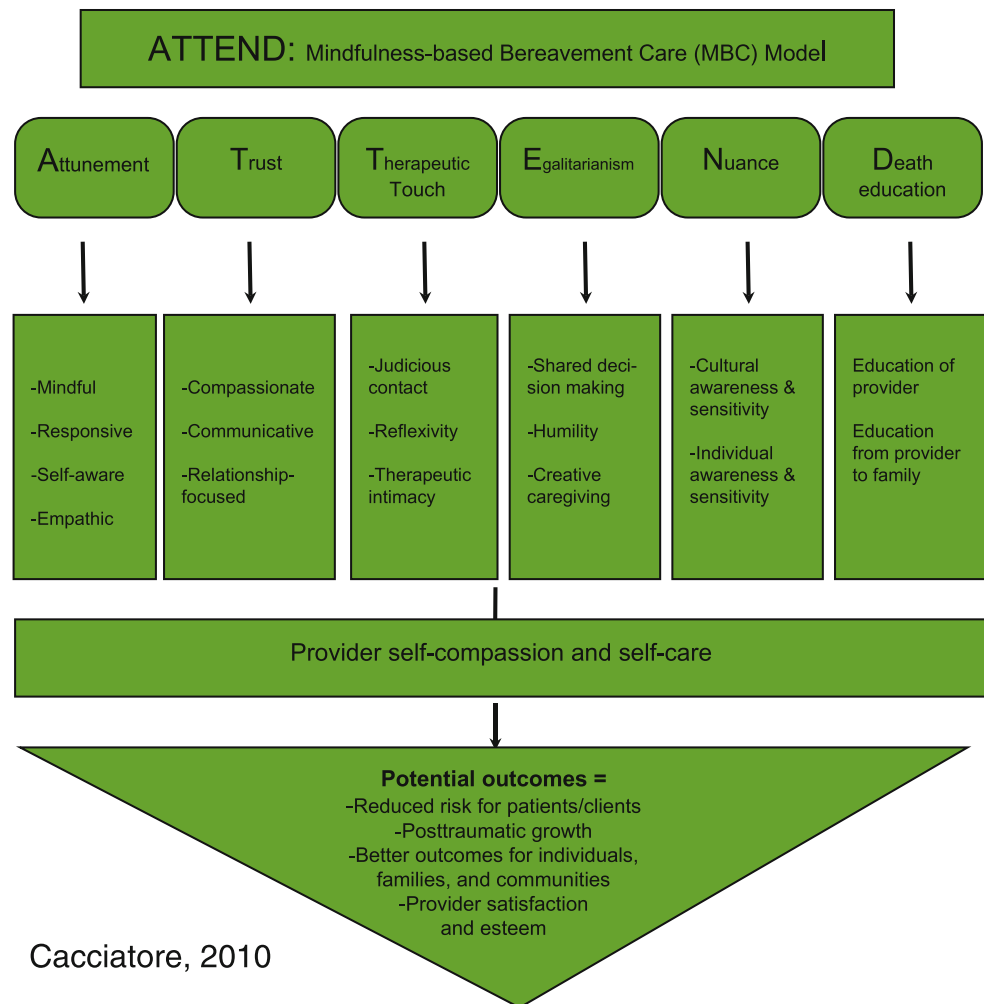 ATTEND: Mindfulness-based Bereavement Care (MBC) Model
Attunement
Trust
Therapeutic
Touch
Egalitarianism
Nuance
Death
education
-Mindful
-Responsive
-Self-aware
-Empathic
-Compassionate
-Communicative
-Relationship-
focused
-Judicious
contact
-Reflexivity
-Therapeutic
intimacy
-Shared deci-
sion making
-Humility
-Creative
caregiving
-Cultural
awareness &
sensitivity
-Individual
awareness &
sensitivity
Education of
provider
Education
from provider
to family
Provider self-compassion and self-care
Potential outcomes =
-Reduced risk for patients/clients
-Posttraumatic growth
-Better outcomes for individuals,
families, and communities
-Provider satisfaction
and esteem
Cacciatore, 2010